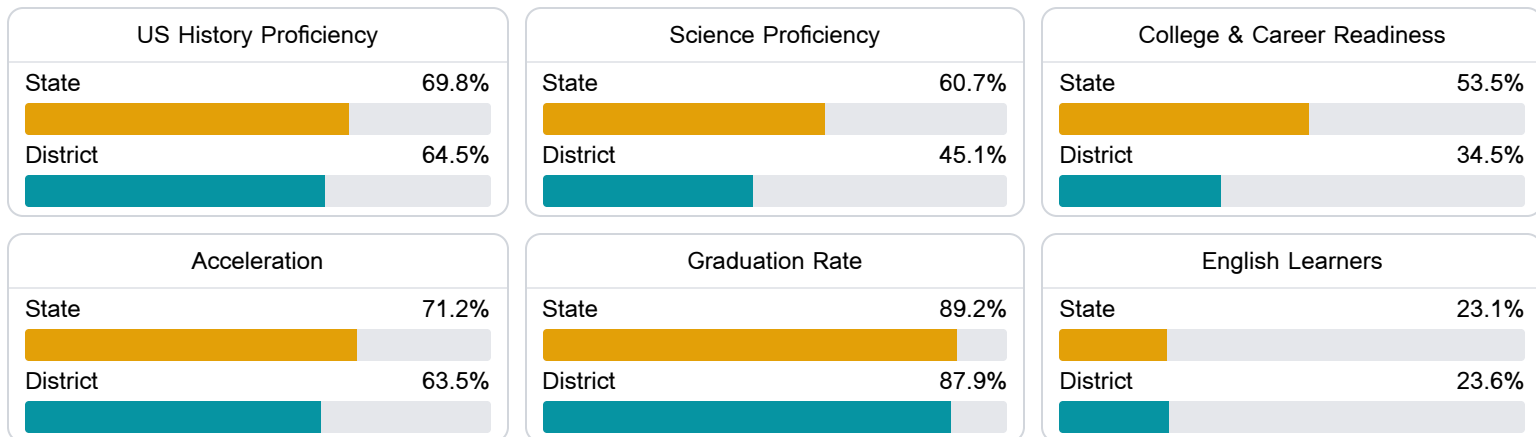 US History Proficiency
State 69.8%
District 64.5%
Science Proficiency
State 60.7%
District 45.1%
College & Career Readiness
State 53.5%
District 34.5%
Acceleration
State 71.2%
District 63.5%
Graduation Rate
State 89.2%
District 87.9%
English Learners
State 23.1%
District 23.6%